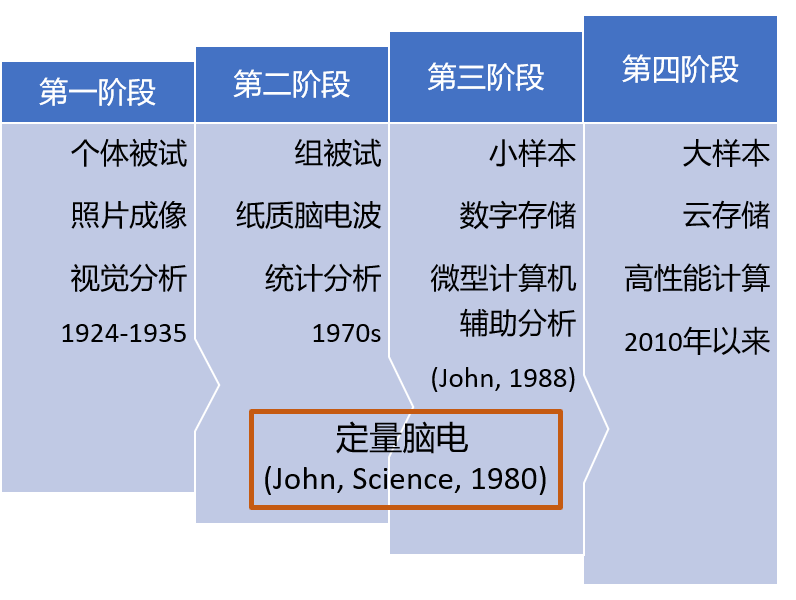 第一阶段
个体被试
照片成像
视觉分析
1924-1935
第二阶段
组被试
纸质脑电波
统计分析
1970s
第三阶段
小样本
数字存储
微型计算机
辅助分析
(John, 1988)
第四阶段
大样本
云存储
高性能计算
2010年以来
定量脑电
(John, Science, 1980)